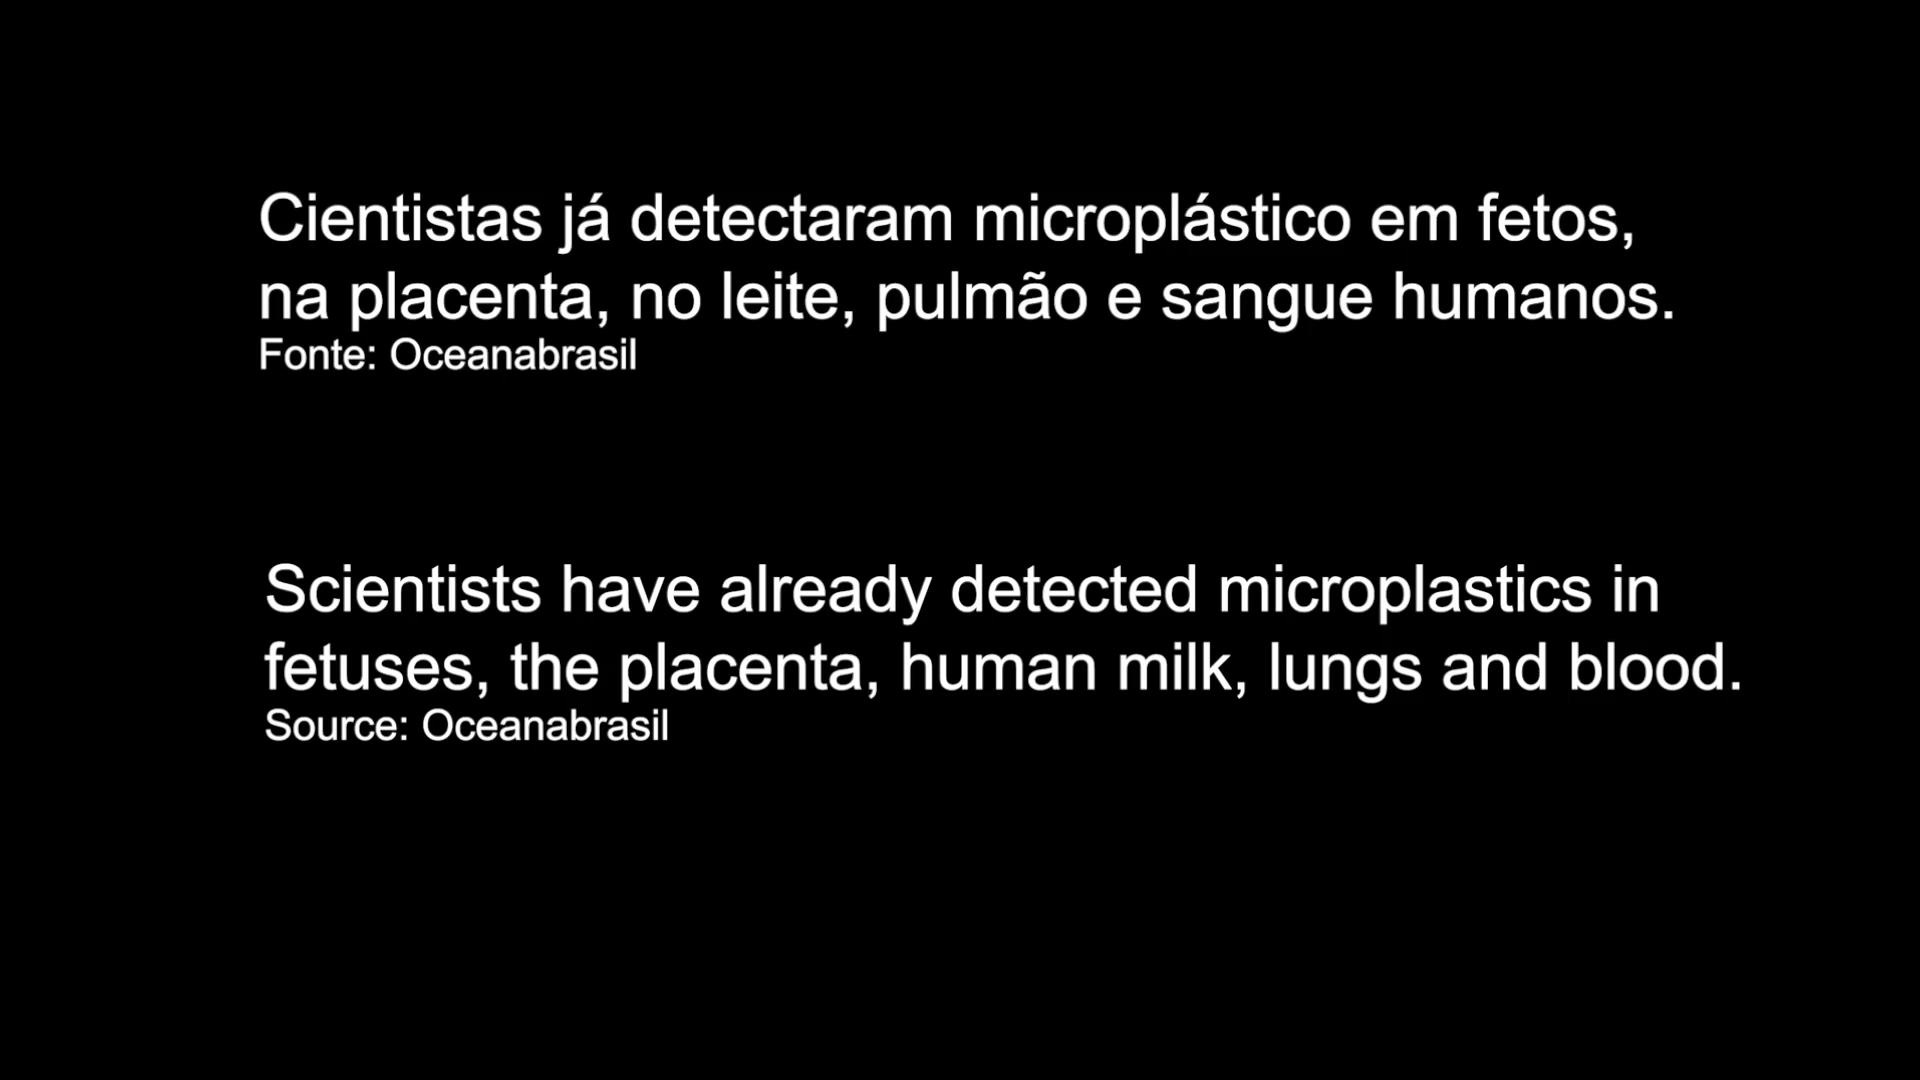 Cientistas já detectaram microplástico em fetos,
na placenta, no leite, pulmão e sangue humanos.
Fonte: Oceanabrasil
Scientists have already detected microplastics in
fetuses, the placenta, human milk, lungs and blood.
Source: Oceanabrasil